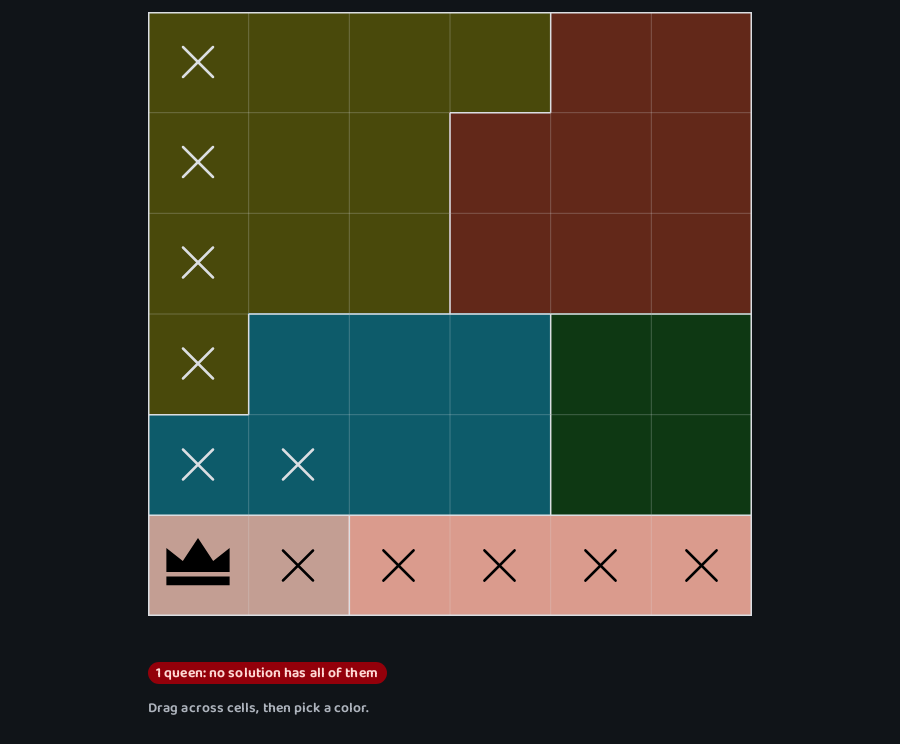 1 queen: no solution has all of them
Drag across cells, then pick a color.